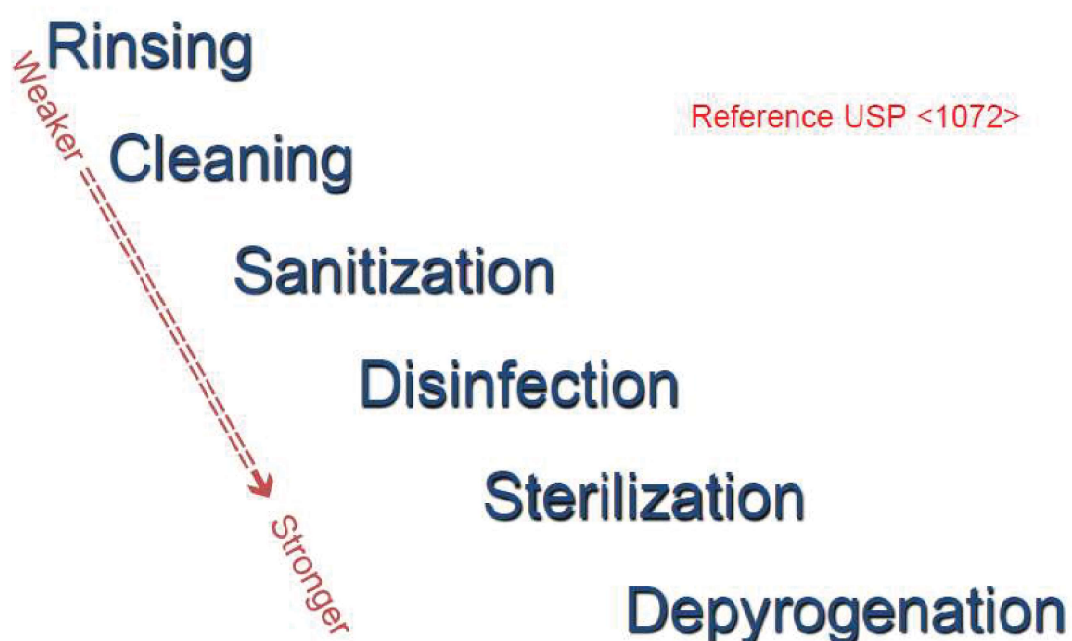 Rinsing
Weaker
Reference USP <1072>
Cleaning
Sanitization
Disinfection
Sterilization
Stronger
Depyrogenation